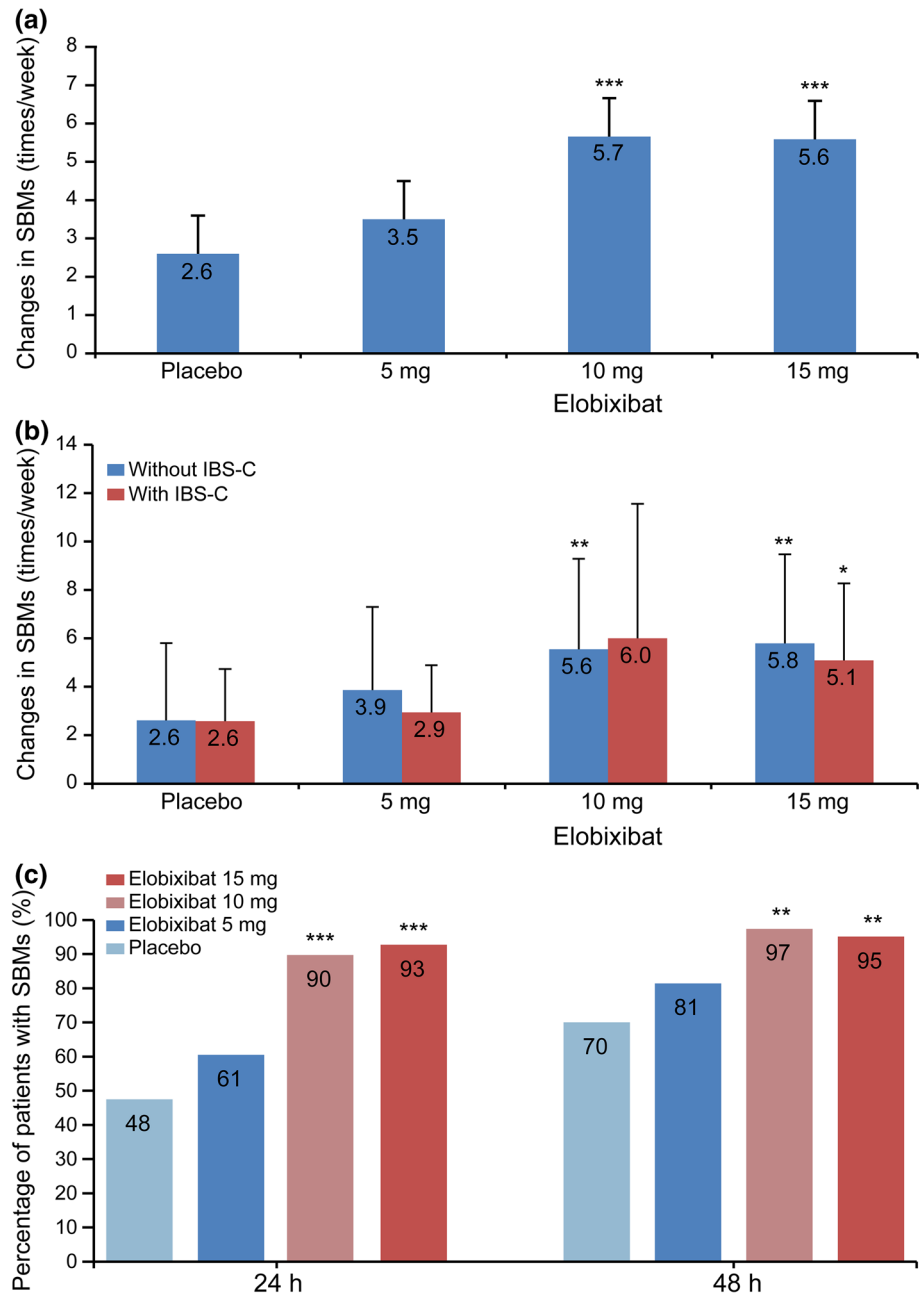 (a)
Changes in SBMs (times/week)
8
7
6
5
4
3
2
1
0
***
***
2.6
3.5
5.7
5.6
Placebo
5 mg
10 mg
15 mg
Elobixibat
(b)
Changes in SBMs (times/week)
14
12
10
8
6
4
2
0
Without IBS-C
With IBS-C
**
**
*
2.6
2.6
3.9
2.9
5.6
6.0
5.8
5.1
Placebo
5 mg
10 mg
15 mg
Elobixibat
(c)
Percentage of patients with SBMs (%)
Elobixibat 15 mg
Elobixibat 10 mg
Elobixibat 5 mg
Placebo
100
90
80
70
60
50
40
30
20
10
0
***
***
**
**
48
61
90
93
70
81
97
95
24 h
48 h